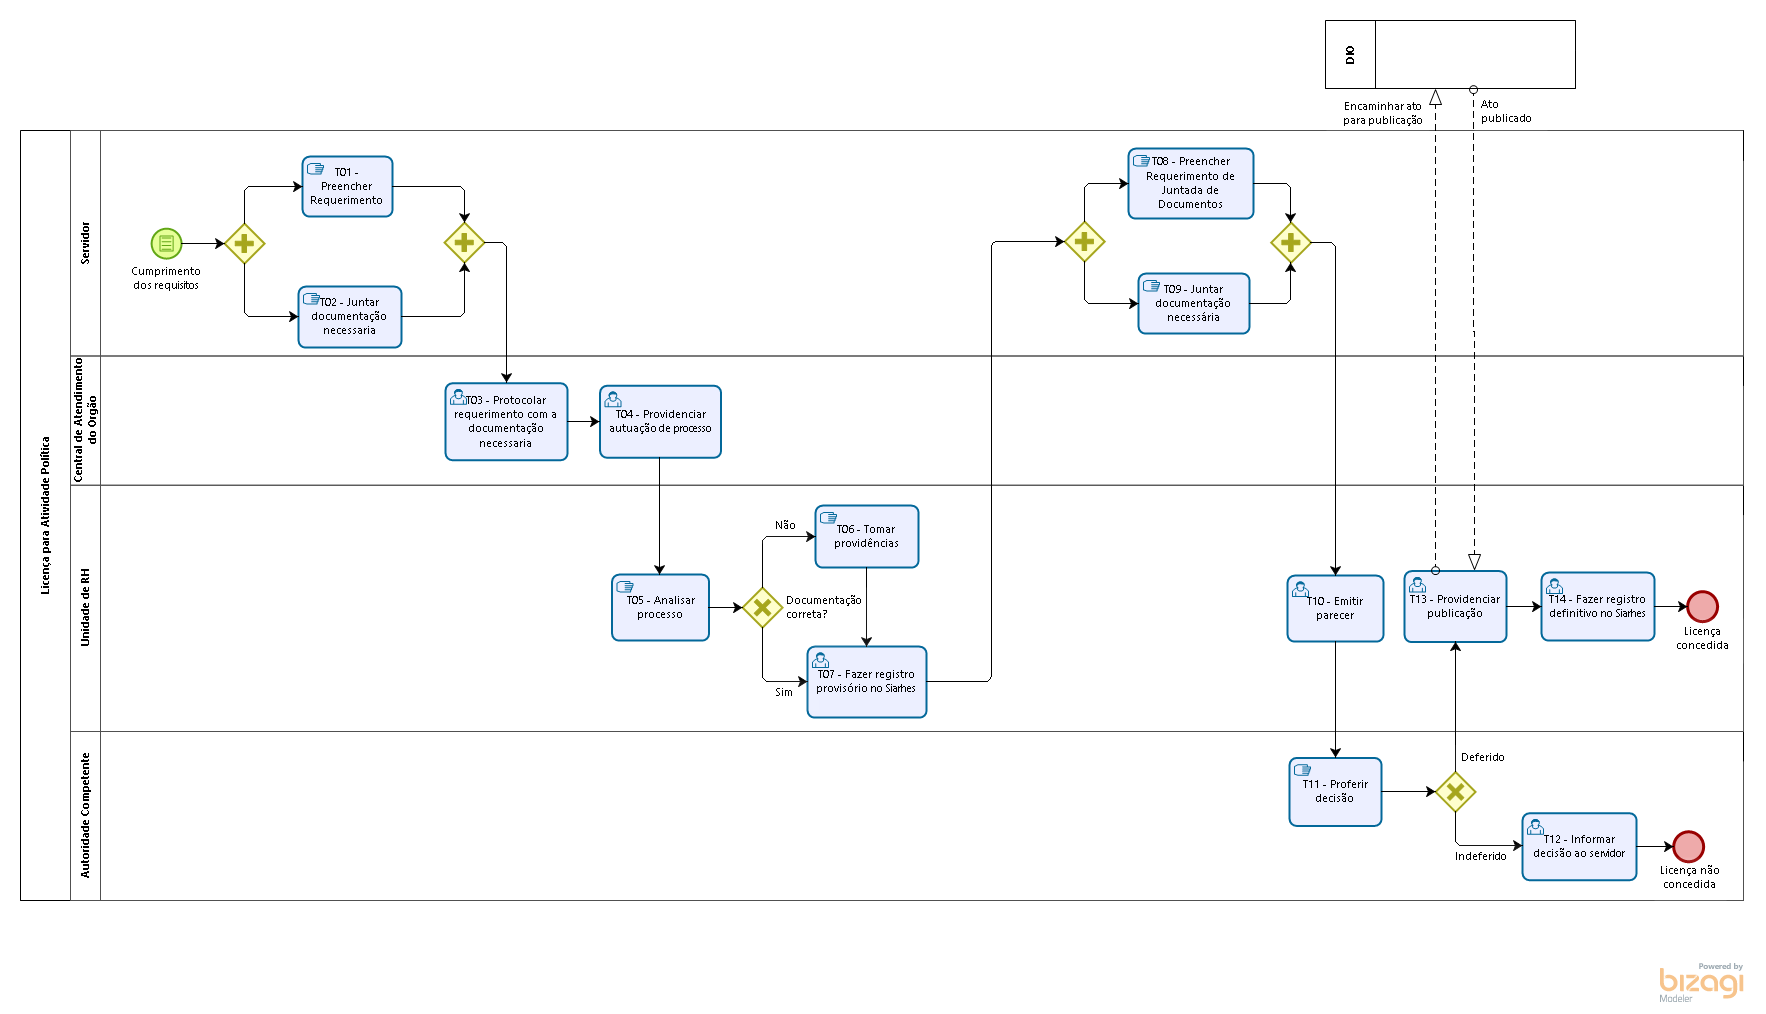 DIO
Encaminhar ato
para publicação
Ato
publicado
Licença para Atividade Política
Servidor
Cumprimento
dos requisitos
T01 -
Preencher
Requerimento
T02 - Juntar
documentação
necessaria
T08 - Preencher
Requerimento de
Juntada de
Documentos
T09 - Juntar
documentação
necessária
Central de Atendimento
do Orgão
T03 - Protocolar
requerimento com a
documentação
necessaria
T04 - Providenciar
autuação de processo
Unidade de RH
T05 - Analisar
processo
Documentação
correta?
Não
Sim
T06 - Tomar
providências
T07 - Fazer registro
provisório no Siarhes
T10 - Emitir
parecer
T13 - Providenciar
publicação
T14 - Fazer registro
definitivo no Siarhes
Licença
concedida
Autoridade Competente
T11 - Proferir
decisão
Deferido
Indeferido
T12 - Informar
decisão ao servidor
Licença não
concedida
Powered by
bizagi
Modeler